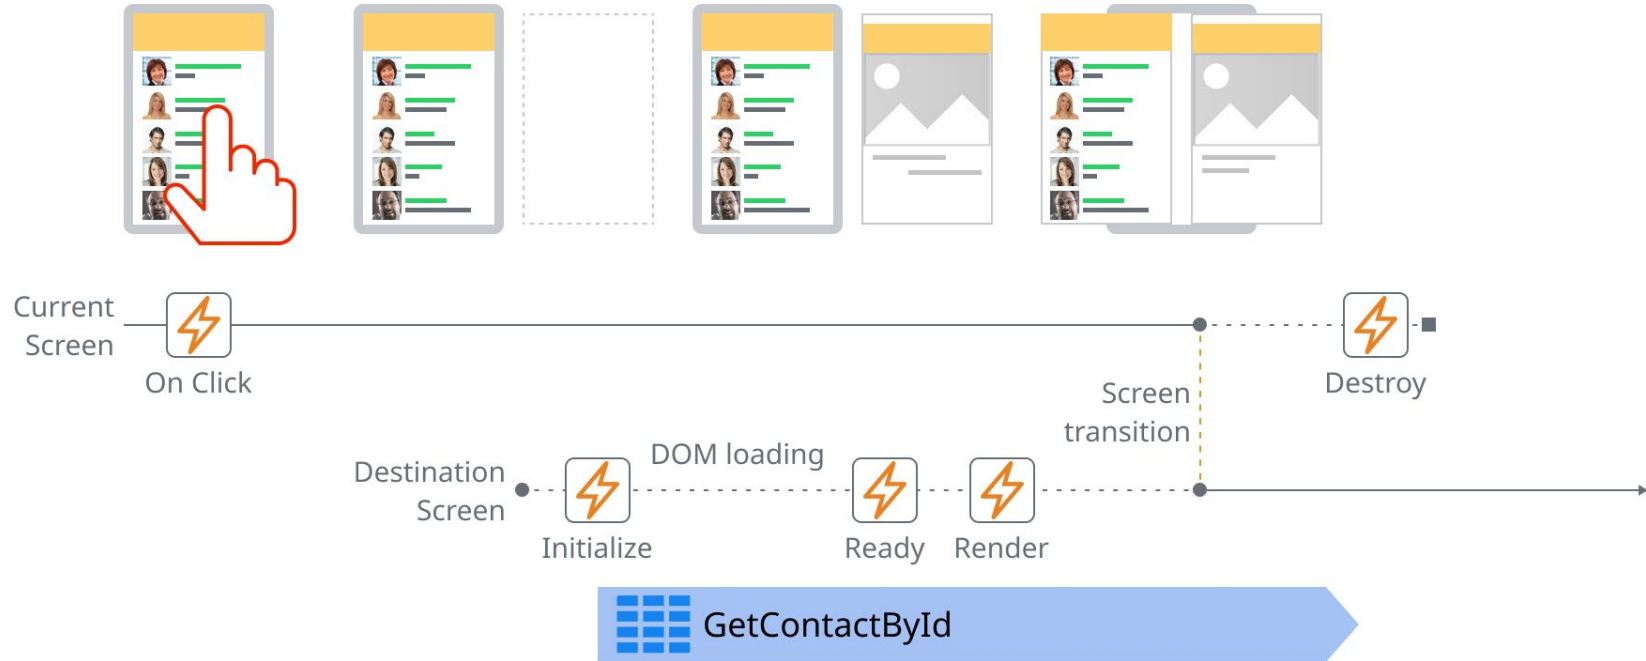 Current
Screen
On Click
Destroy
Screen
transition
Destination
Screen
DOM loading
Initialize
Ready
Render
GetContactById